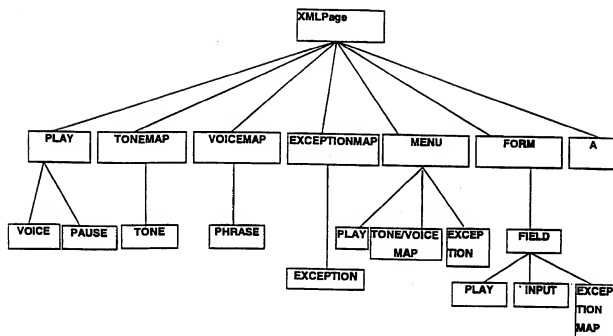 XMLPage
PLAY TONEMAP VOICEMAP EXCEPTIONMAP MENU FORM A
VOICE PAUSE TONE PHRASE PLAY TONE/VOICE EXCEP FIELD
MAP TION
EXCEPTION
PLAY INPUT EXCEP
TION
MAP